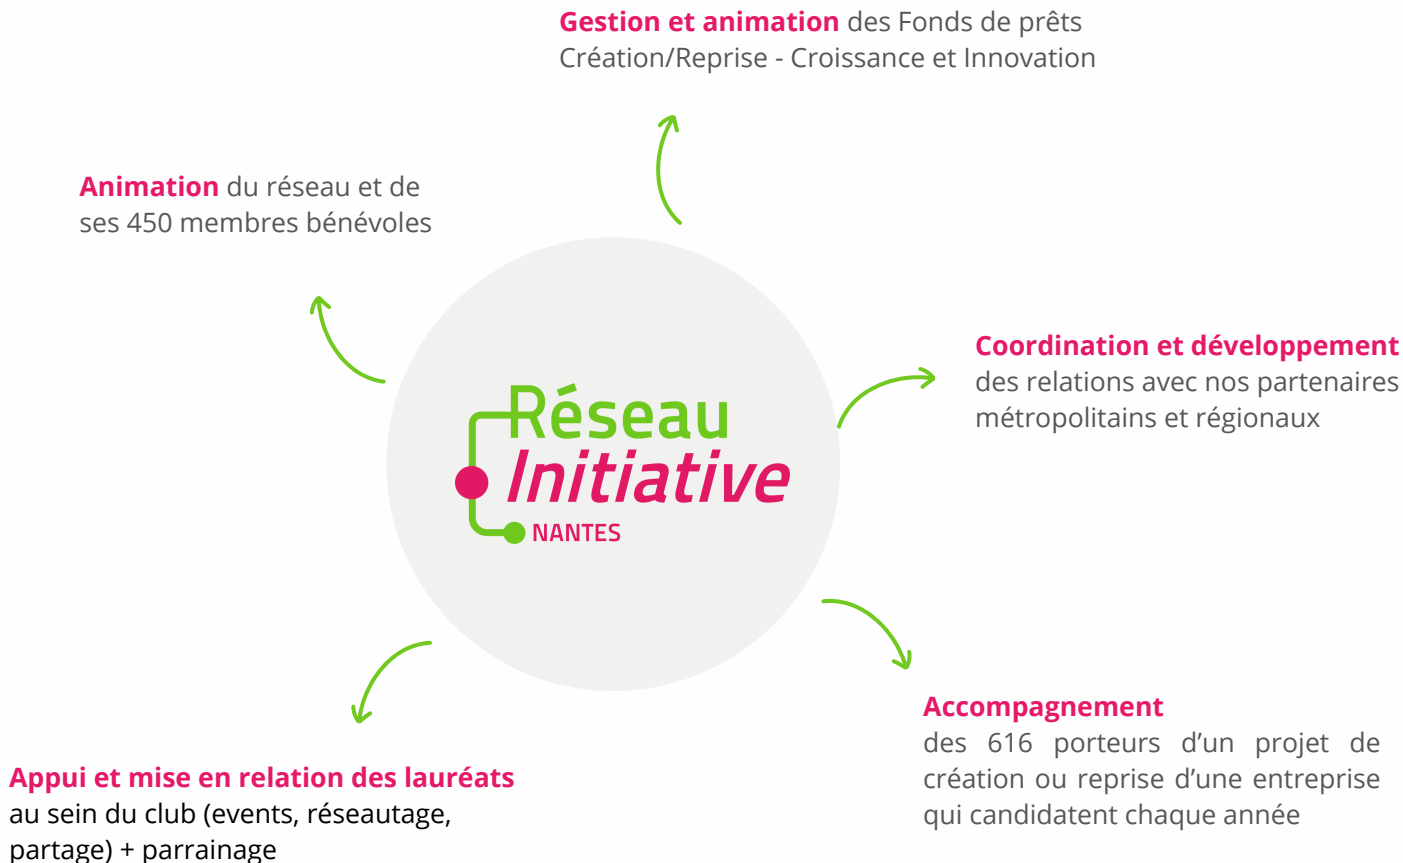 Gestion et animation des Fonds de prêts
Création/Reprise - Croissance et Innovation
Animation du réseau et de
ses 450 membres bénévoles
Coordination et développement
des relations avec nos partenaires
métropolitains et régionaux
Réseau
Initiative
NANTES
Accompagnement
des 616 porteurs d’un projet de
création ou reprise d’une entreprise
qui candidatent chaque année
Appui et mise en relation des lauréats
au sein du club (events, réseautage,
partage) + parrainage